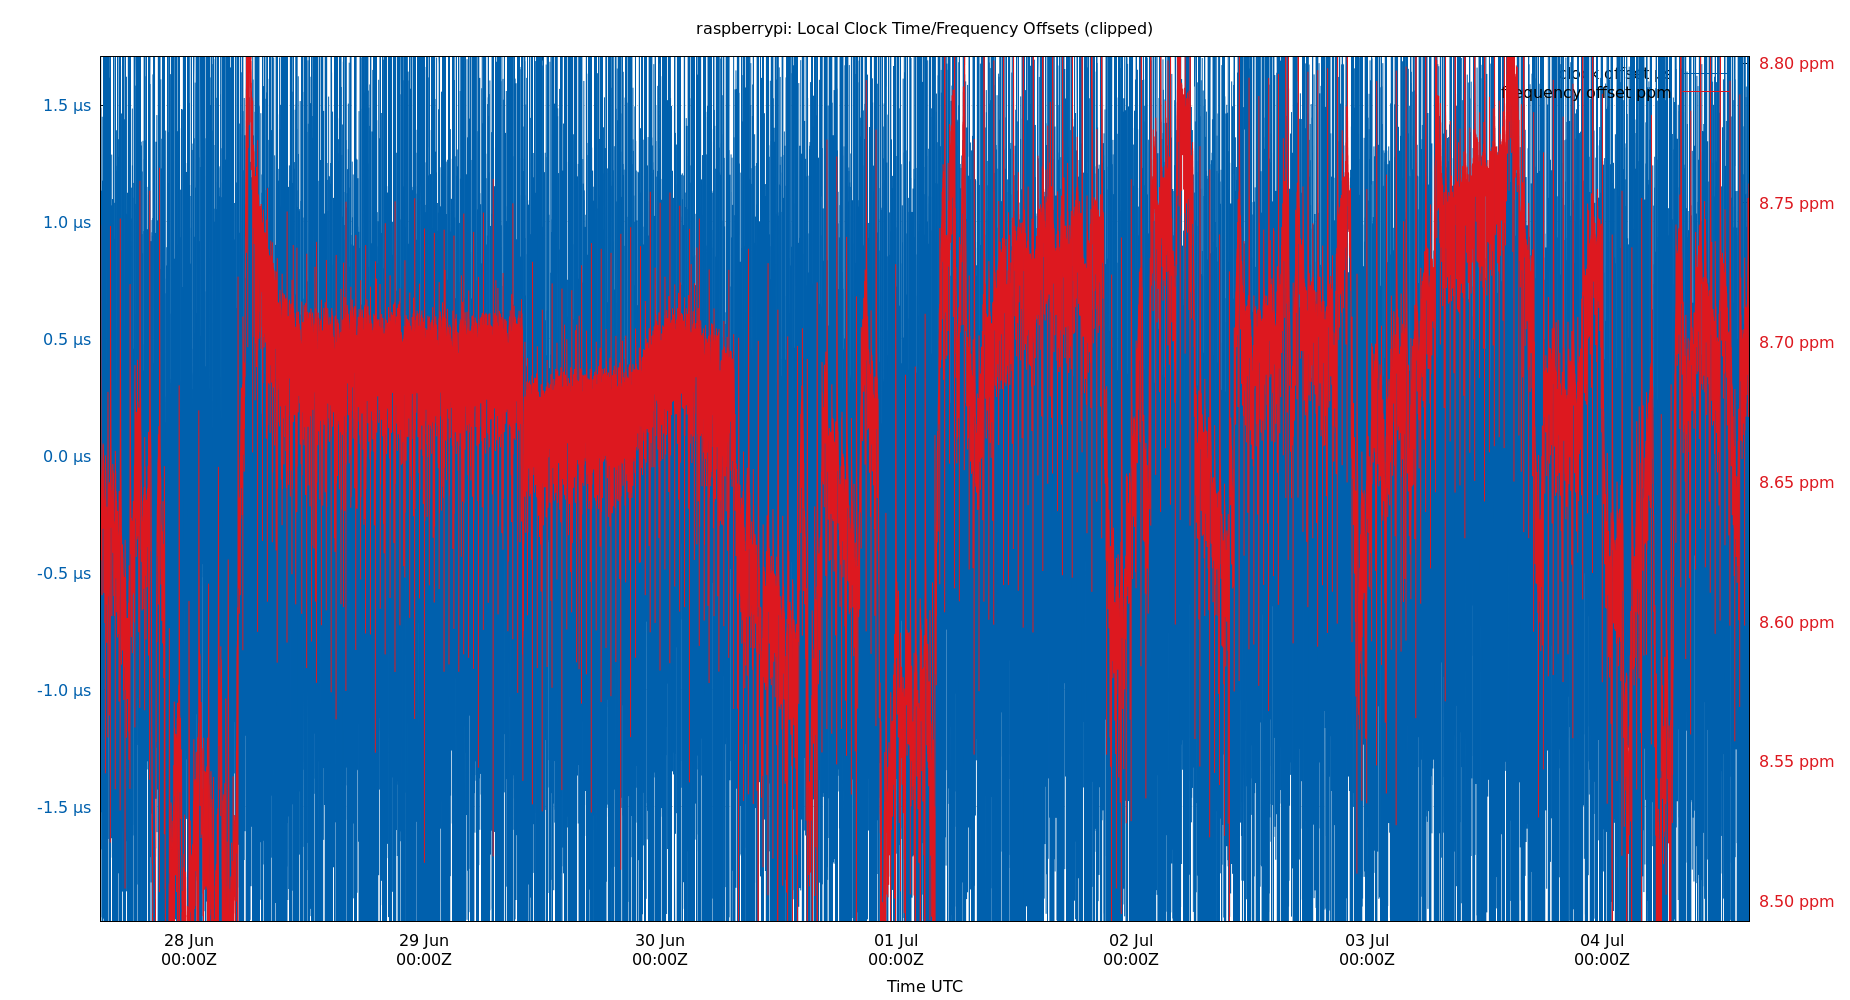 raspberrypi: Local Clock Time/Frequency Offsets (clipped)
8.80 ppm
clock offset µs
1.5 µs
frequency offset ppm
1.0 µs
8.75 ppm
0.5 µs
8.70 ppm
0.0 µs
8.65 ppm
-0.5 µs
8.60 ppm
-1.0 µs
8.55 ppm
-1.5 µs
8.50 ppm
28 Jun 29 Jun 30 Jun 01 Jul 02 Jul 03 Jul 04 Jul
00:00Z 00:00Z 00:00Z 00:00Z 00:00Z 00:00Z 00:00Z
Time UTC